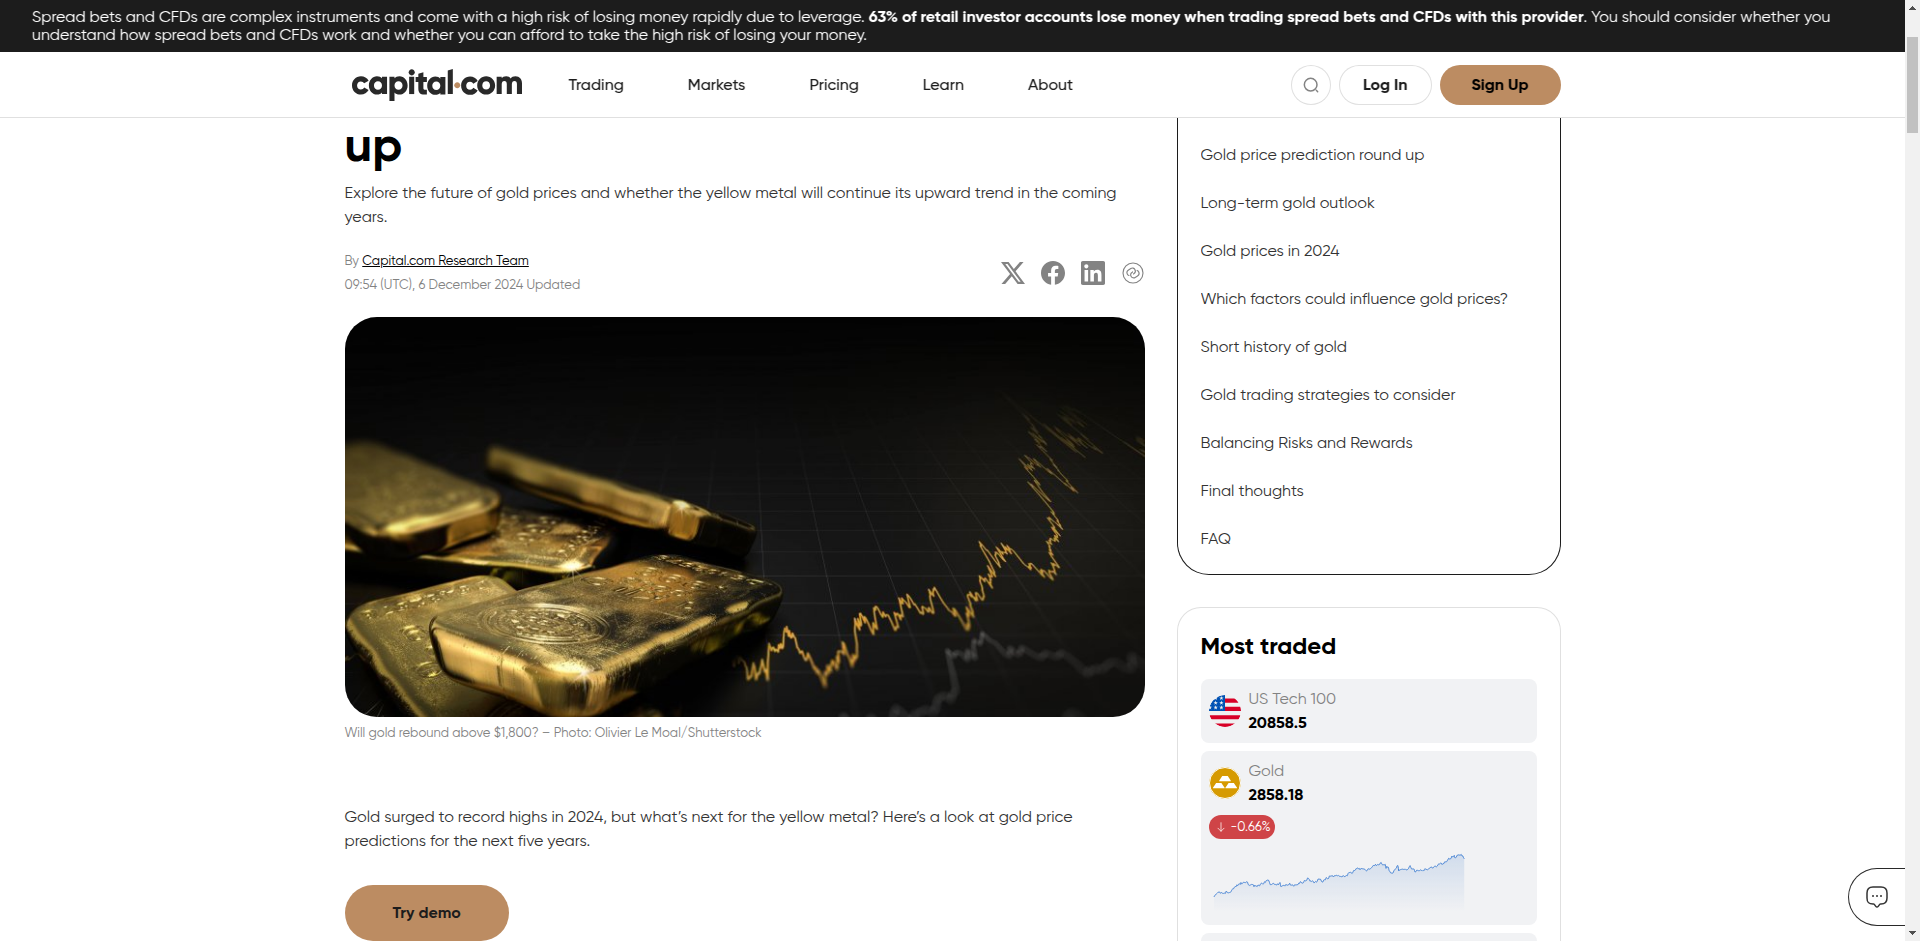 Spread bets and CFDs are complex instruments and come with a high risk of losing money rapidly due to leverage. 63% of retail investor accounts lose money when trading spread bets and CFDs with this provider. You should consider whether you
understand how spread bets and CFDs work and whether you can afford to take the high risk of losing your money.
capital.com
Trading
Markets
Pricing
Learn
About
Log In
Sign Up
up
Explore the future of gold prices and whether the yellow metal will continue its upward trend in the coming
years.
By Capital.com Research Team
09:54 (UTC), 6 December 2024 Updated
Will gold rebound above $1,800? – Photo: Olivier Le Moal/Shutterstock
Gold surged to record highs in 2024, but what’s next for the yellow metal? Here’s a look at gold price
predictions for the next five years.
Try demo
Gold price prediction round up
Long-term gold outlook
Gold prices in 2024
Which factors could influence gold prices?
Short history of gold
Gold trading strategies to consider
Balancing Risks and Rewards
Final thoughts
FAQ
Most traded
US Tech 100
20858.5
Gold
2858.18
↓ -0.66%